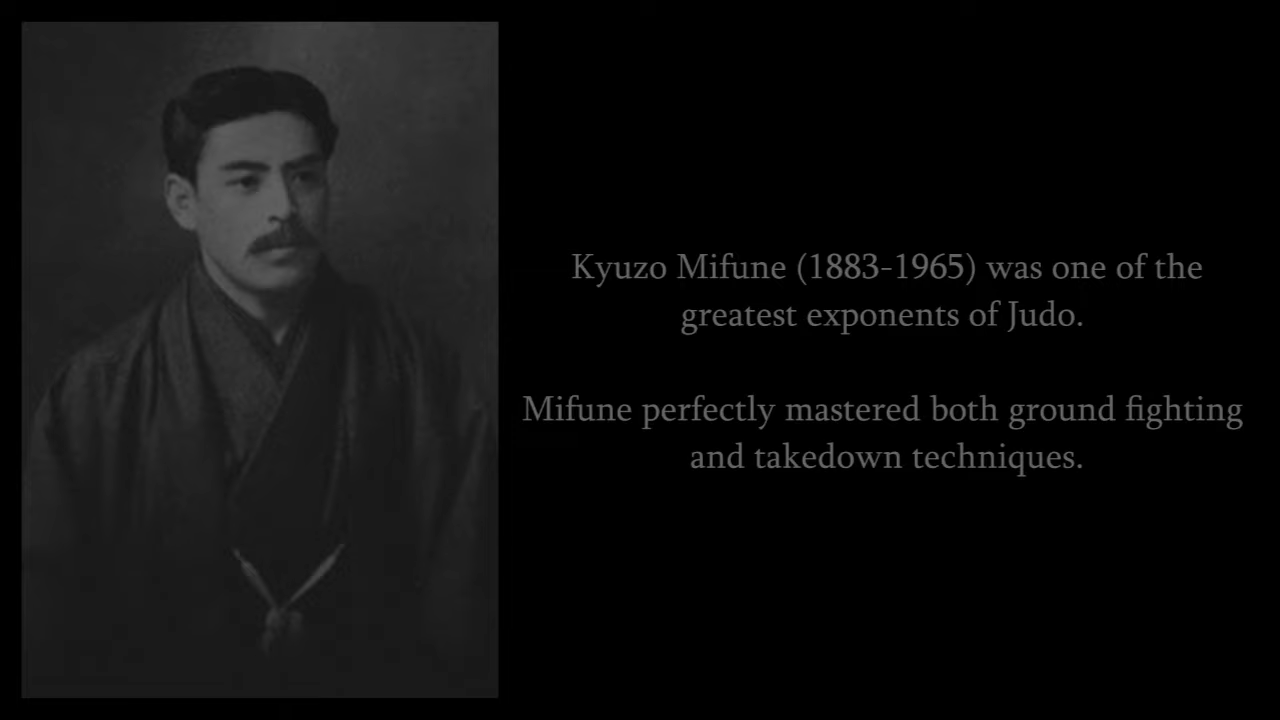 Kyuzo Mifune (1883-1965) was one of the
greatest exponents of Judo.
Mifune perfectly mastered both ground fighting
and takedown techniques.